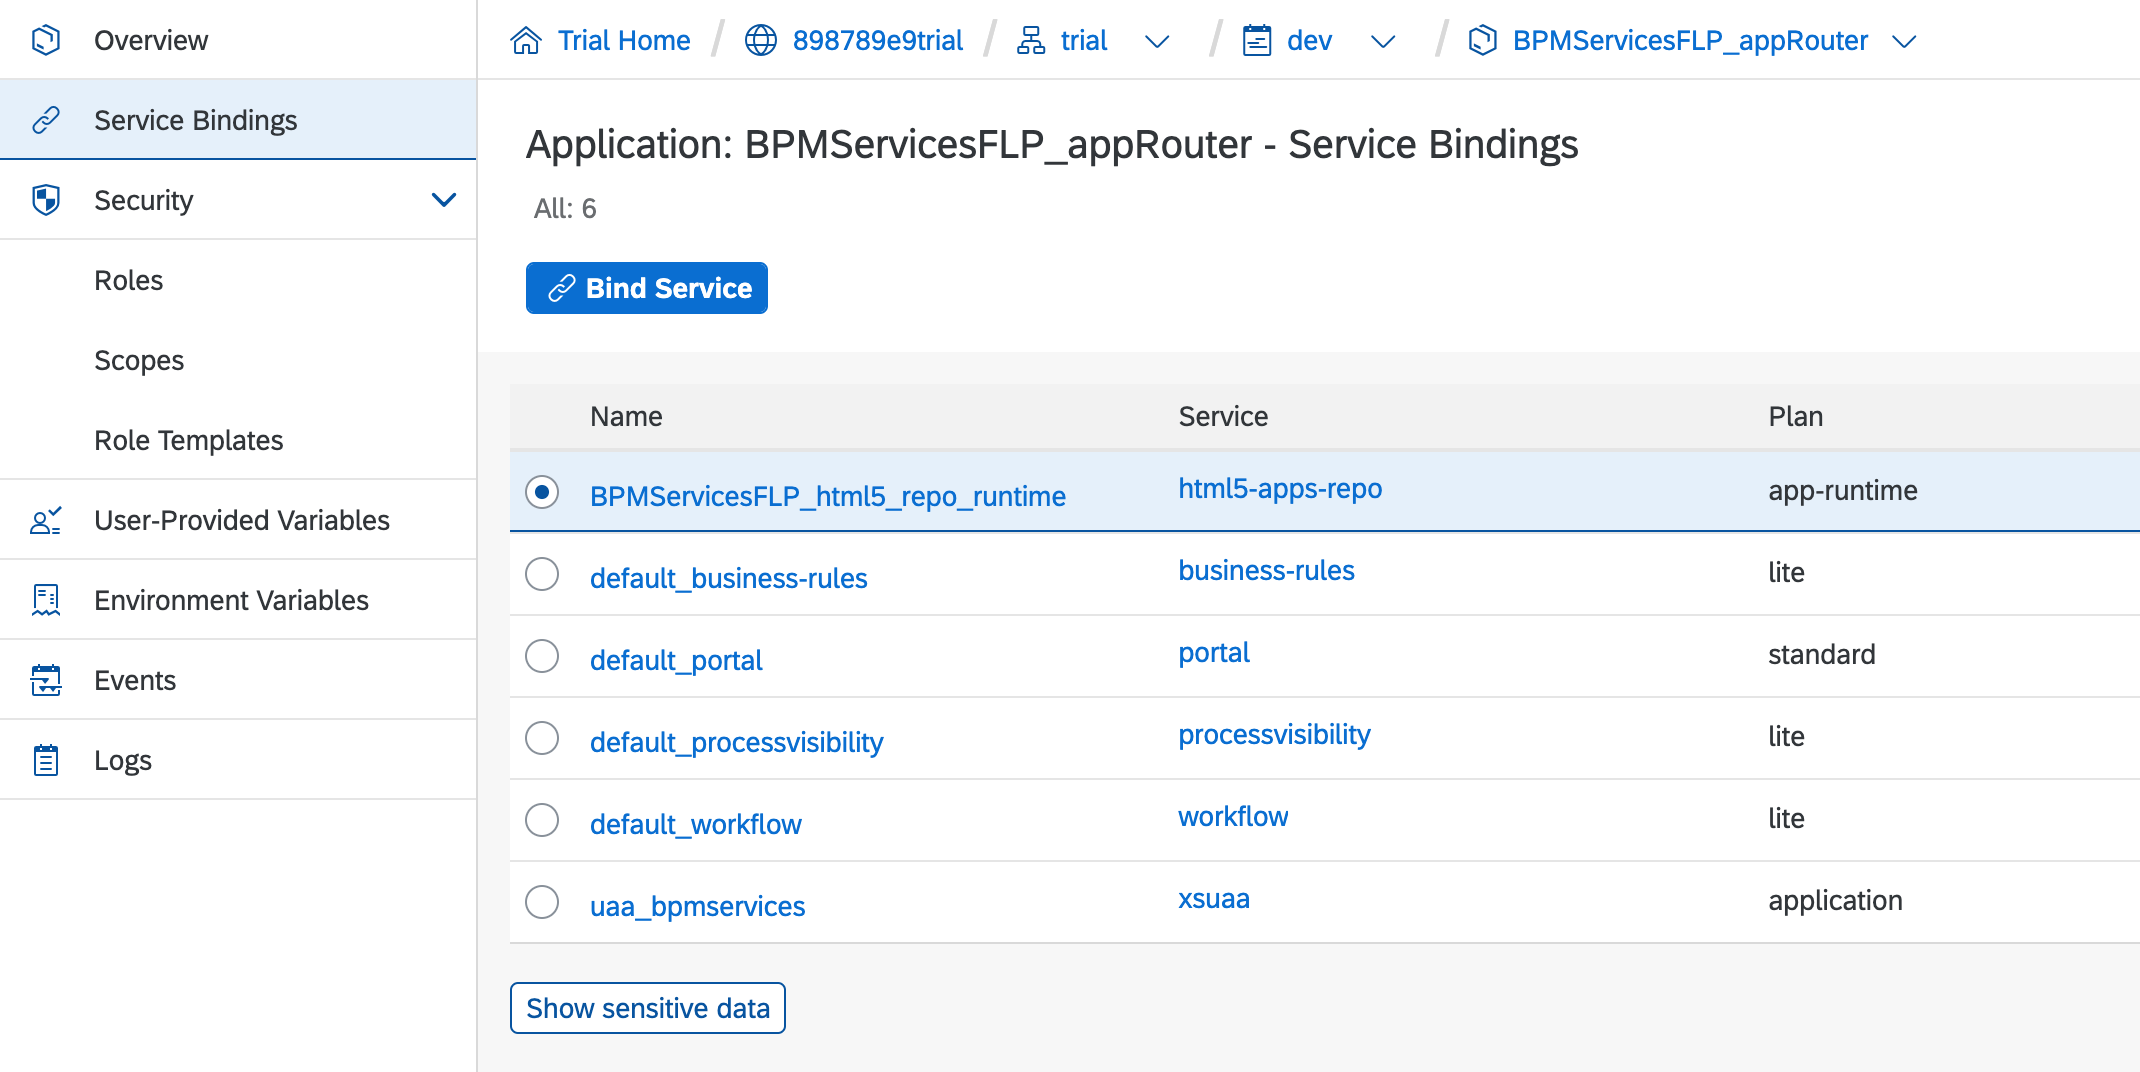 Overview
Service Bindings
Security
Roles
Scopes
Role Templates
User-Provided Variables
Environment Variables
Events
Logs
Trial Home / 898789e9trial / trial / dev / BPMServicesFLP_appRouter
Application: BPMServicesFLP_appRouter - Service Bindings
All: 6
Bind Service
Name Service Plan
BPMServicesFLP_html5_repo_runtime html5-apps-repo app-runtime
default_business-rules business-rules lite
default_portal portal standard
default_processvisibility processvisibility lite
default_workflow workflow lite
uaa_bpmservices xsuaa application
Show sensitive data